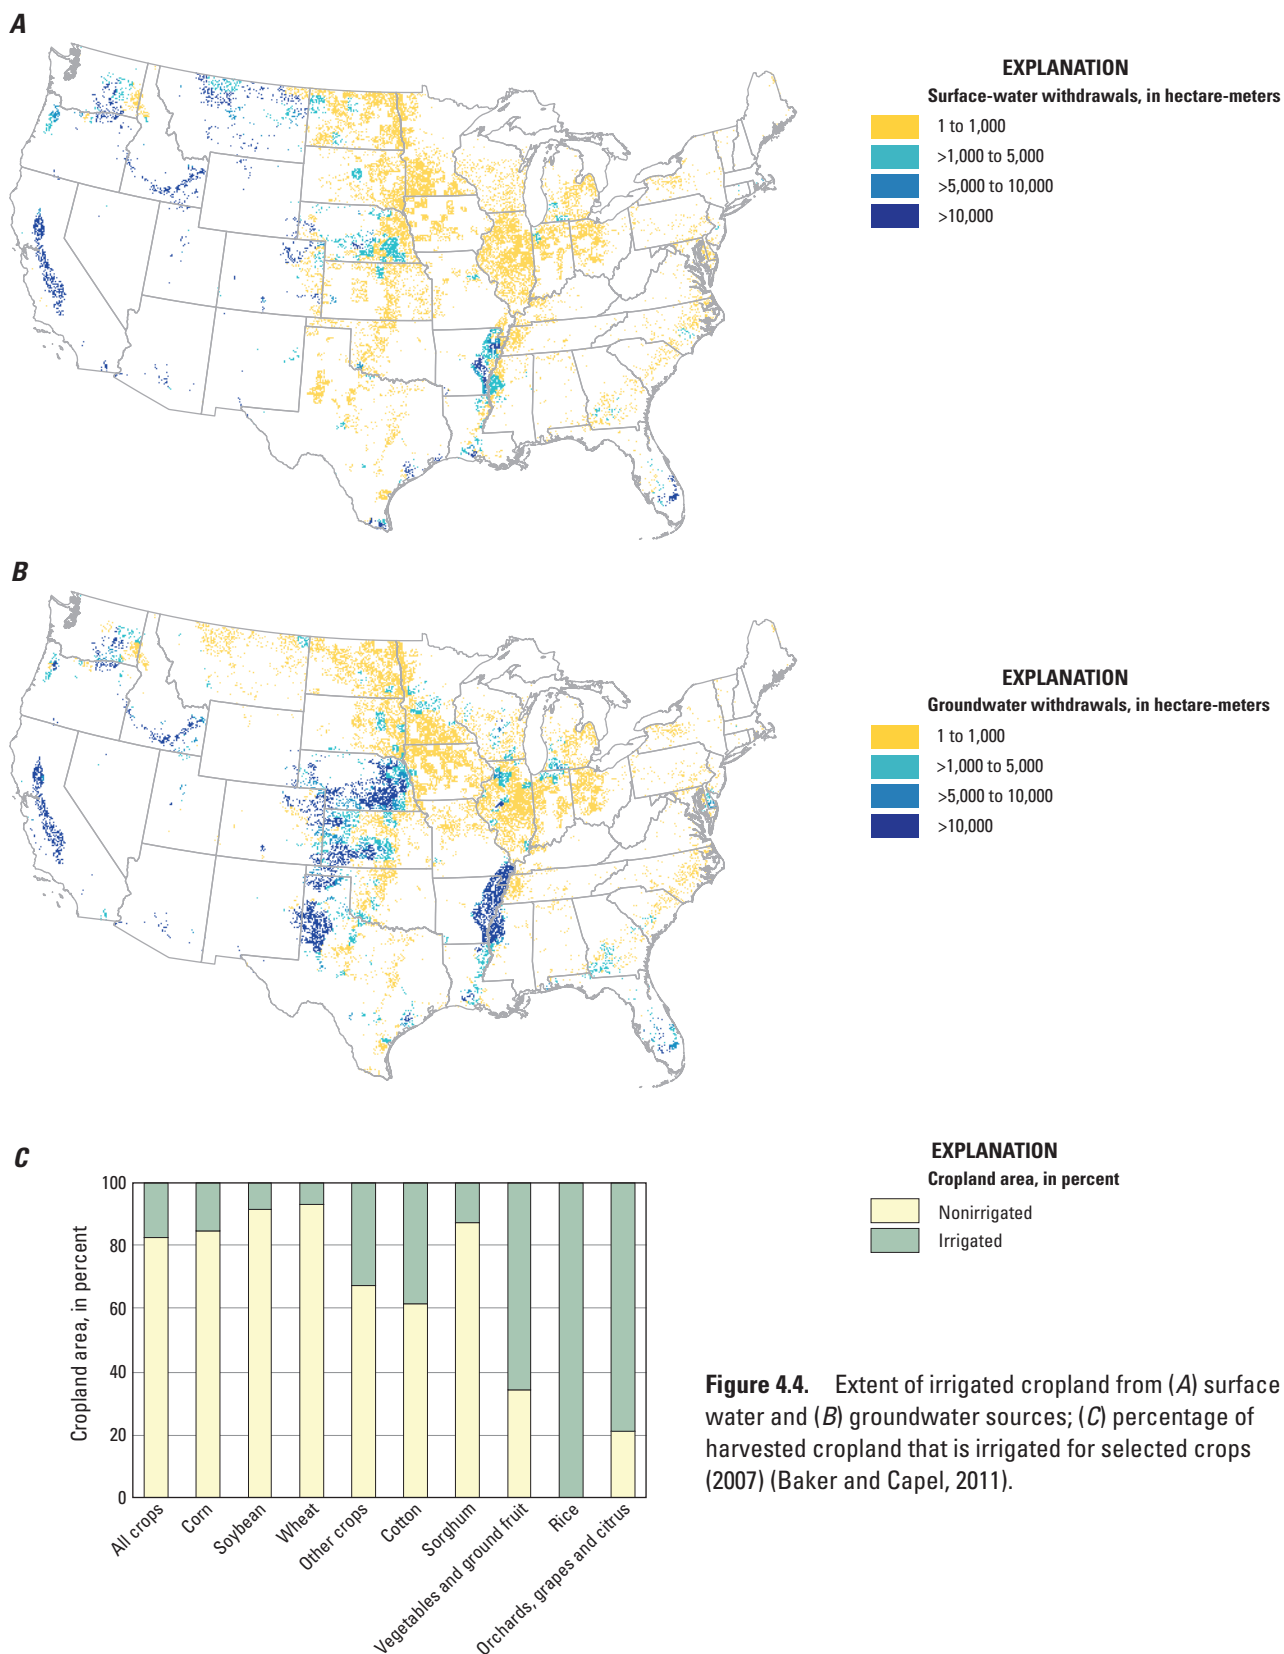 A
EXPLANATION
Surface-water withdrawals, in hectare-meters
1 to 1,000
>1,000 to 5,000
>5,000 to 10,000
>10,000
B
EXPLANATION
Groundwater withdrawals, in hectare-meters
1 to 1,000
>1,000 to 5,000
>5,000 to 10,000
>10,000
C
EXPLANATION
Cropland area, in percent
Nonirrigated
Irrigated
Cropland area, in percent
100
80
60
40
20
0
All crops
Corn
Soybean
Wheat
Other crops
Cotton
Sorghum
Vegetables and ground fruit
Rice
Orchards, grapes and citrus
Figure 4.4. Extent of irrigated cropland from (A) surface
water and (B) groundwater sources; (C) percentage of
harvested cropland that is irrigated for selected crops
(2007) (Baker and Capel, 2011).